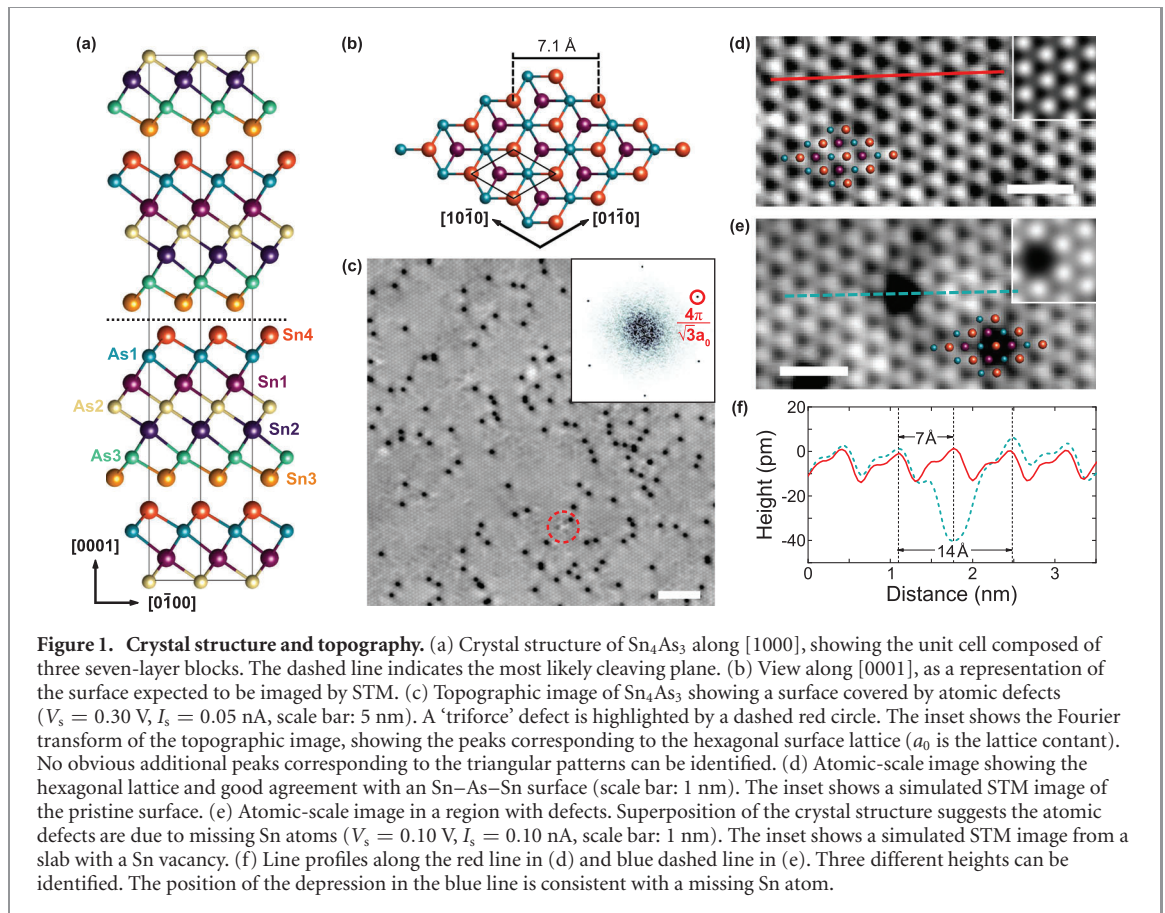 (a)
(b)
7.1 Å
[101̄0]
[011̄0]
(c)
4π
√3a₀
(d)
(e)
(f)
Sn4
As1
Sn1
As2
Sn2
As3
Sn3
[0001]
[01̄00]
20
0
-20
-40
Height (pm)
7Å
14Å
0
1
2
3
Distance (nm)
Figure 1. Crystal structure and topography. (a) Crystal structure of Sn₄As₃ along [1000], showing the unit cell composed of
three seven-layer blocks. The dashed line indicates the most likely cleaving plane. (b) View along [0001], as a representation of
the surface expected to be imaged by STM. (c) Topographic image of Sn₄As₃ showing a surface covered by atomic defects
(Vₛ = 0.30 V, Iₛ = 0.05 nA, scale bar: 5 nm). A ‘triforce’ defect is highlighted by a dashed red circle. The inset shows the Fourier
transform of the topographic image, showing the peaks corresponding to the hexagonal surface lattice (a₀ is the lattice contant).
No obvious additional peaks corresponding to the triangular patterns can be identified. (d) Atomic-scale image showing the
hexagonal lattice and good agreement with an Sn–As–Sn surface (scale bar: 1 nm). The inset shows a simulated STM image of
the pristine surface. (e) Atomic-scale image in a region with defects. Superposition of the crystal structure suggests the atomic
defects are due to missing Sn atoms (Vₛ = 0.10 V, Iₛ = 0.10 nA, scale bar: 1 nm). The inset shows a simulated STM image from a
slab with a Sn vacancy. (f) Line profiles along the red line in (d) and blue dashed line in (e). Three different heights can be
identified. The position of the depression in the blue line is consistent with a missing Sn atom.